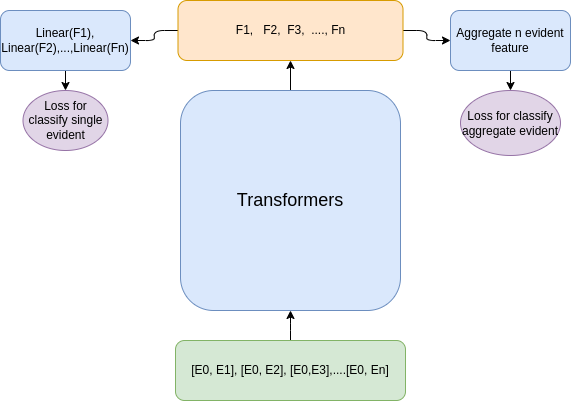 Linear(F1),
Linear(F2),...,Linear(Fn)
F1, F2, F3, ...., Fn
Aggregate n evident
feature
Loss for
classify single
evident
Loss for classify
aggregate evident
Transformers
[E0, E1], [E0, E2], [E0,E3],....[E0, En]